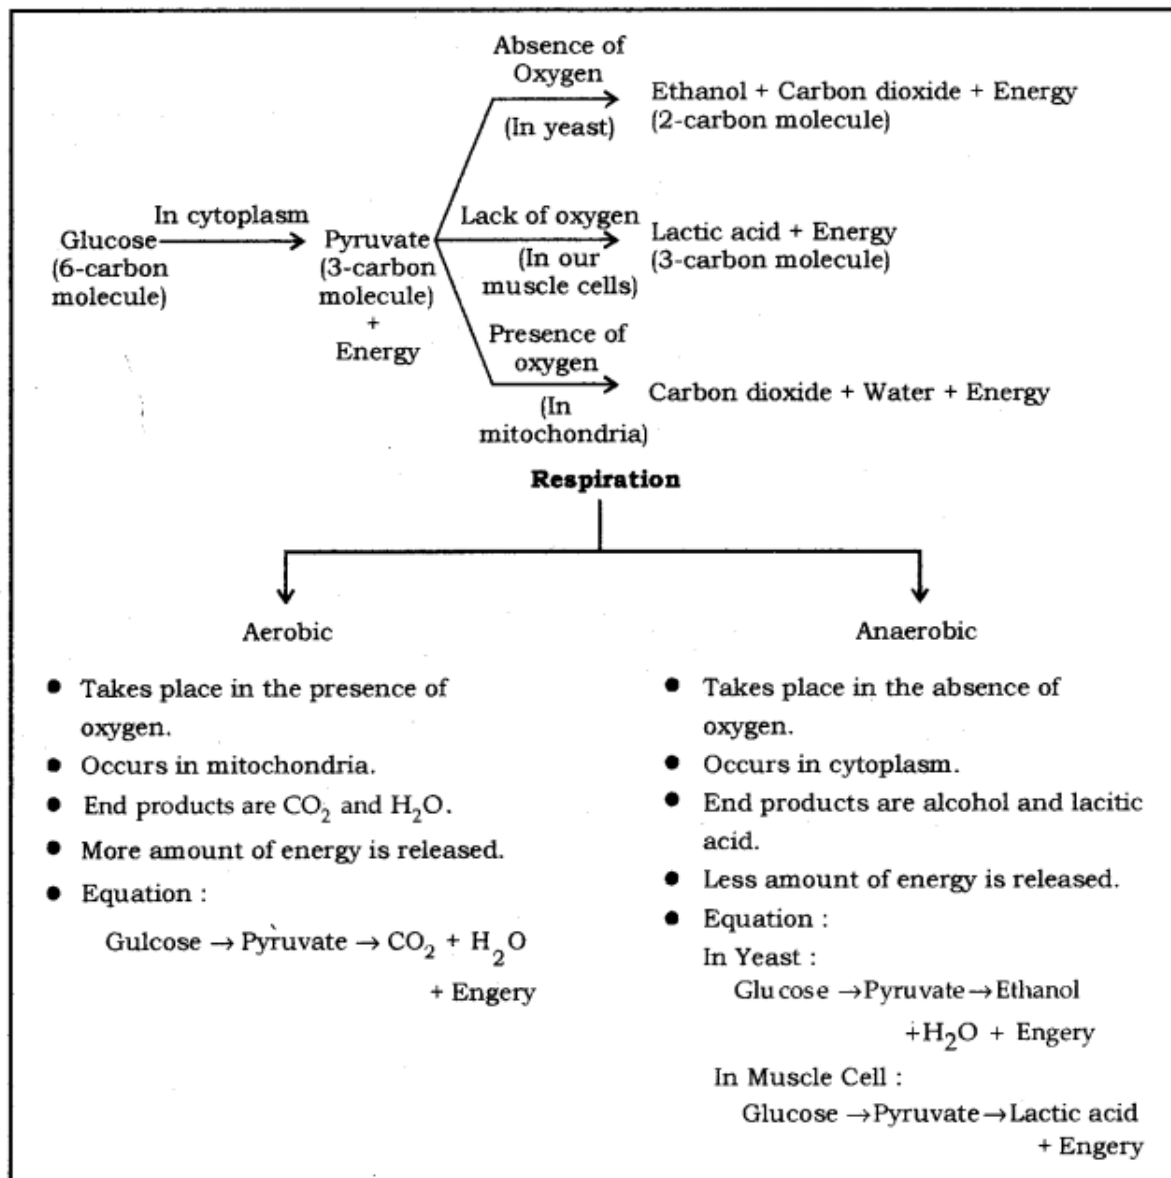 Absence of
Oxygen
Ethanol + Carbon dioxide + Energy
(In yeast)
(2-carbon molecule)
In cytoplasm
Lack of oxygen
Glucose
Pyruvate
Lactic acid + Energy
(6-carbon
molecule)
(3-carbon
molecule)
+
Energy
(In our
muscle cells)
(3-carbon molecule)
Presence of
oxygen
Carbon dioxide + Water + Energy
(In
mitochondria)
Respiration
Aerobic
● Takes place in the presence of
oxygen.
● Occurs in mitochondria.
● End products are CO₂ and H₂O.
● More amount of energy is released.
● Equation :
Gulcose → Pyruvate → CO₂ + H₂O
+ Engery
Anaerobic
● Takes place in the absence of
oxygen.
● Occurs in cytoplasm.
● End products are alcohol and lacitic
acid.
● Less amount of energy is released.
● Equation :
In Yeast :
Glucose → Pyruvate → Ethanol
+H₂O + Engery
In Muscle Cell :
Glucose → Pyruvate → Lactic acid
+ Engery